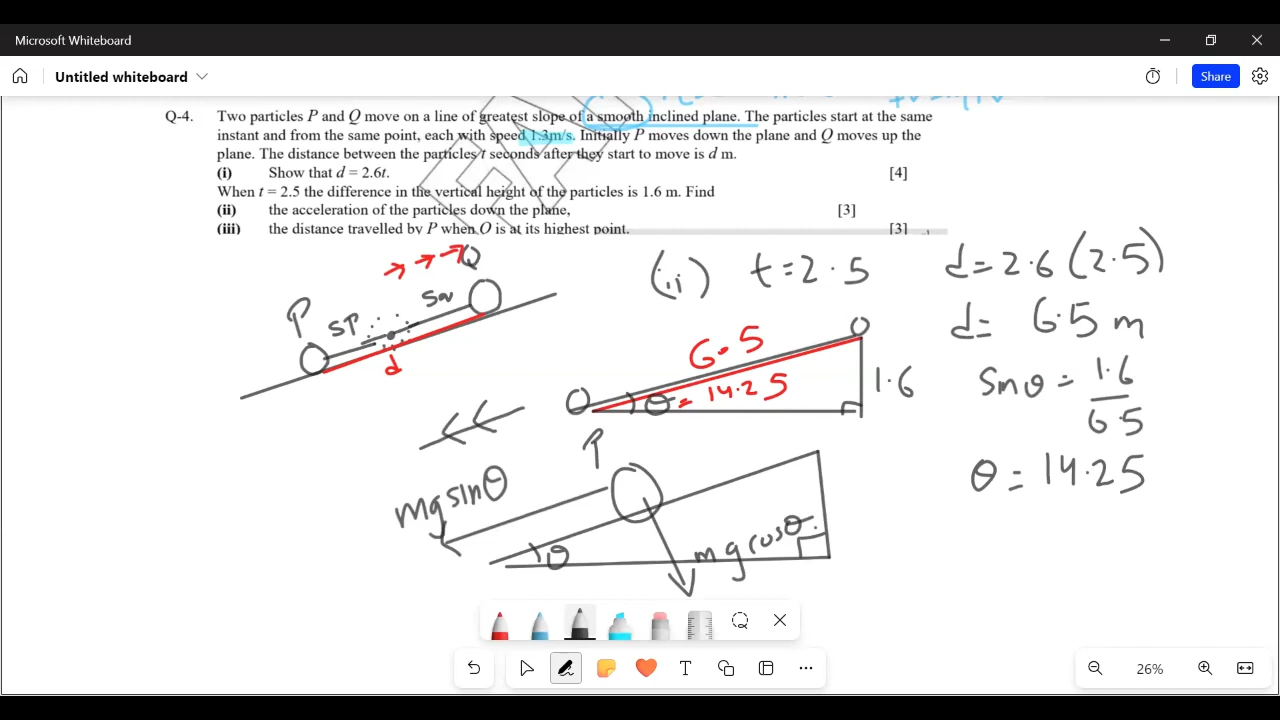 Microsoft Whiteboard
Untitled whiteboard
Share
Q-4. Two particles P and Q move on a line of greatest slope of a smooth inclined plane. The particles start at the same
instant and from the same point, each with speed 1.3m/s. Initially P moves down the plane and Q moves up the
plane. The distance between the particles t seconds after they start to move is d m.
(i) Show that d = 2.6t. [4]
When t = 2.5 the difference in the vertical height of the particles is 1.6 m. Find
(ii) the acceleration of the particles down the plane, [3]
(iii) the distance travelled by P when Q is at its highest point. [3]
Q
P
SP
d
(ii) t = 2.5
d = 2.6 (2.5)
d = 6.5 m
6.5
1.6
θ = 14.25
sinθ = 1.6
6.5
θ = 14.25
P
mg sinθ
θ
mg cosθ
26%